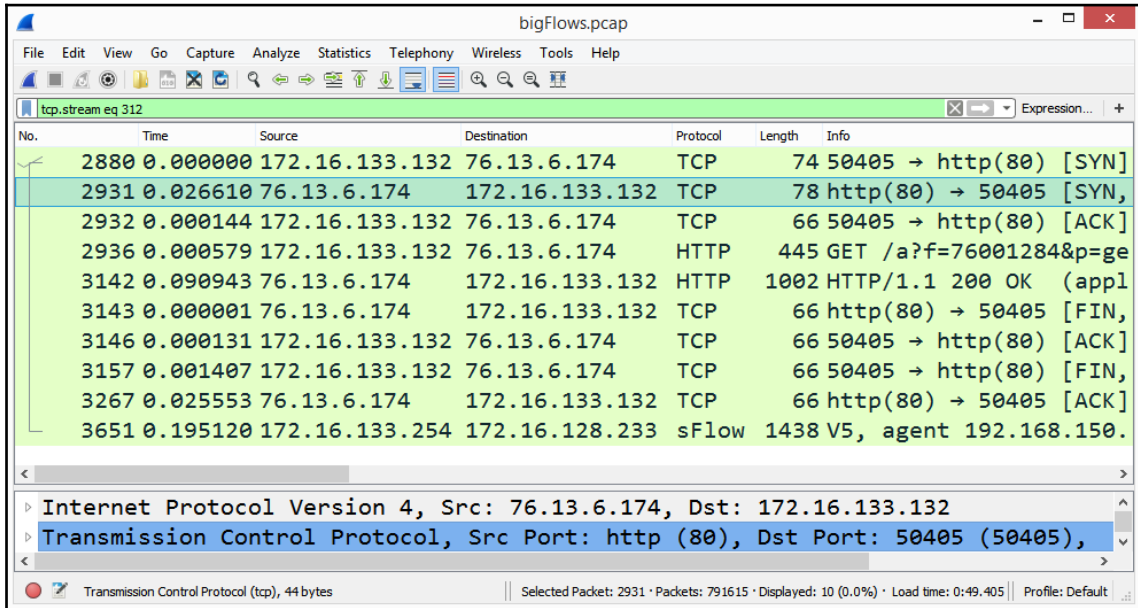 bigFlows.pcap
File Edit View Go Capture Analyze Statistics Telephony Wireless Tools Help
tcp.stream eq 312 Expression... +
No. Time Source Destination Protocol Length Info
2880 0.000000 172.16.133.132 76.13.6.174 TCP 74 50405 → http(80) [SYN]
2931 0.026610 76.13.6.174 172.16.133.132 TCP 78 http(80) → 50405 [SYN,
2932 0.000144 172.16.133.132 76.13.6.174 TCP 66 50405 → http(80) [ACK]
2936 0.000579 172.16.133.132 76.13.6.174 HTTP 445 GET /a?f=76001284&p=ge
3142 0.090943 76.13.6.174 172.16.133.132 HTTP 1002 HTTP/1.1 200 OK (appl
3143 0.000001 76.13.6.174 172.16.133.132 TCP 66 http(80) → 50405 [FIN,
3146 0.000131 172.16.133.132 76.13.6.174 TCP 66 50405 → http(80) [ACK]
3157 0.001407 172.16.133.132 76.13.6.174 TCP 66 50405 → http(80) [FIN,
3267 0.025553 76.13.6.174 172.16.133.132 TCP 66 http(80) → 50405 [ACK]
3651 0.195120 172.16.133.254 172.16.128.233 sFlow 1438 V5, agent 192.168.150.
Internet Protocol Version 4, Src: 76.13.6.174, Dst: 172.16.133.132
Transmission Control Protocol, Src Port: http (80), Dst Port: 50405 (50405),
Transmission Control Protocol (tcp), 44 bytes Selected Packet: 2931 · Packets: 791615 · Displayed: 10 (0.0%) · Load time: 0:49.405 Profile: Default